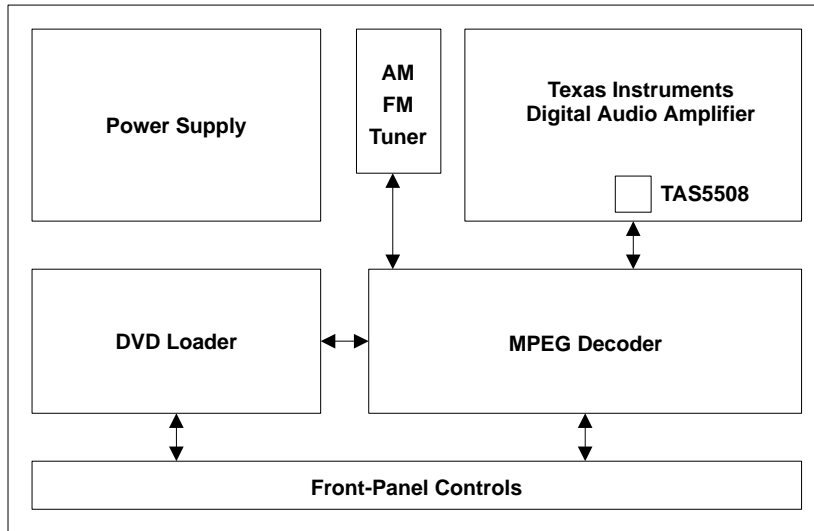 Power Supply
AM
FM
Tuner
Texas Instruments
Digital Audio Amplifier
TAS5508
DVD Loader
MPEG Decoder
Front-Panel Controls